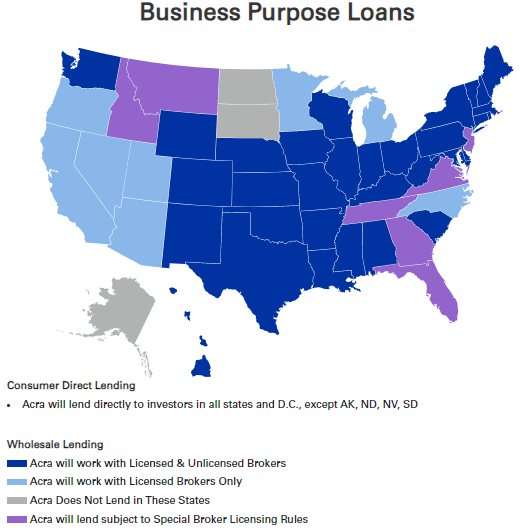 Business Purpose Loans
Consumer Direct Lending
• Acra will lend directly to investors in all states and D.C., except AK, ND, NV, SD
Wholesale Lending
Acra will work with Licensed & Unlicensed Brokers
Acra will work with Licensed Brokers Only
Acra Does Not Lend in These States
Acra will lend subject to Special Broker Licensing Rules